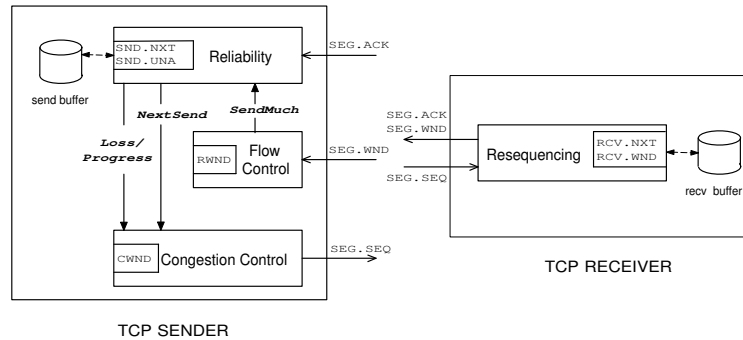 SND.NXT
SND.UNA
Reliability
SEG.ACK
send buffer
NextSend
SendMuch
Loss/
Progress
RWND
Flow
Control
SEG.WND
CWND
Congestion Control
SEG.SEQ
TCP SENDER
SEG.ACK
SEG.WND
SEG.SEQ
Resequencing
RCV.NXT
RCV.WND
recv buffer
TCP RECEIVER